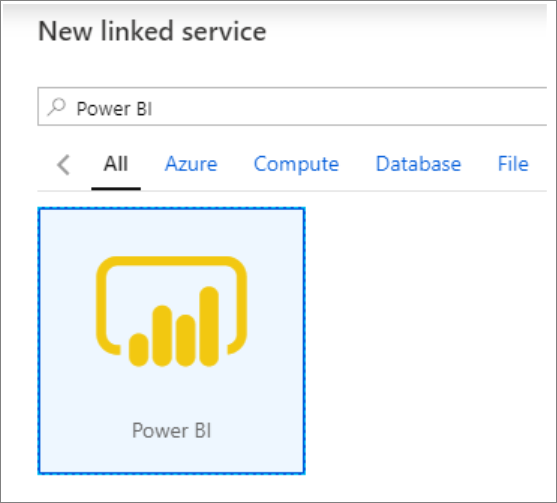 New linked service
Power BI
All Azure Compute Database File
Power BI